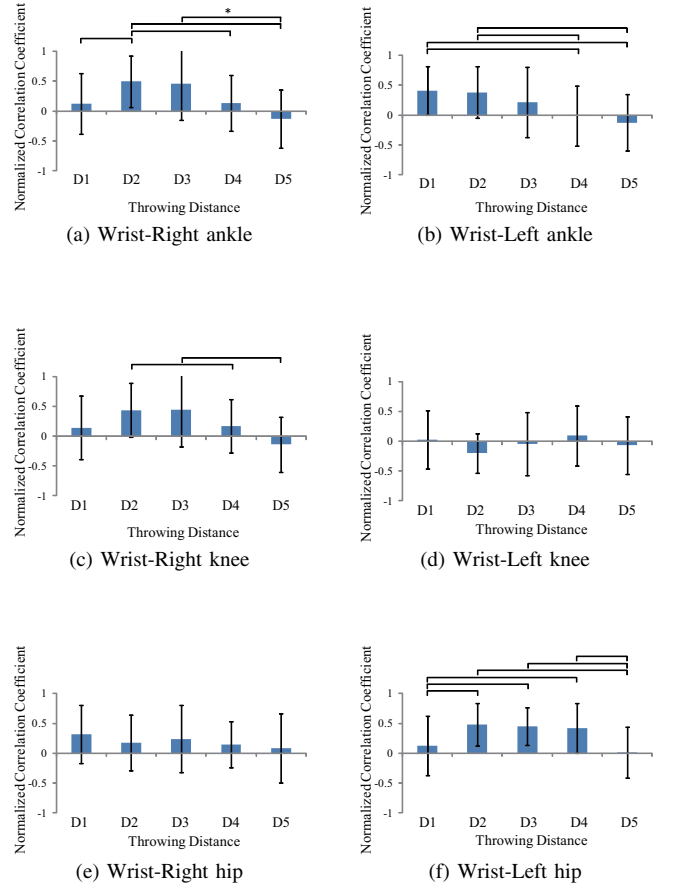 *
Normalized Correlation Coefficient
1
0.5
0
-0.5
-1
D1 D2 D3 D4 D5
Throwing Distance
(a) Wrist-Right ankle
Normalized Correlation Coefficient
1
0.5
0
-0.5
-1
D1 D2 D3 D4 D5
Throwing Distance
(b) Wrist-Left ankle
Normalized Correlation Coefficient
1
0.5
0
-0.5
-1
D1 D2 D3 D4 D5
Throwing Distance
(c) Wrist-Right knee
Normalized Correlation Coefficient
1
0.5
0
-0.5
-1
D1 D2 D3 D4 D5
Throwing Distance
(d) Wrist-Left knee
Normalized Correlation Coefficient
1
0.5
0
-0.5
-1
D1 D2 D3 D4 D5
Throwing Distance
(e) Wrist-Right hip
Normalized Correlation Coefficient
1
0.5
0
-0.5
-1
D1 D2 D3 D4 D5
Throwing Distance
(f) Wrist-Left hip